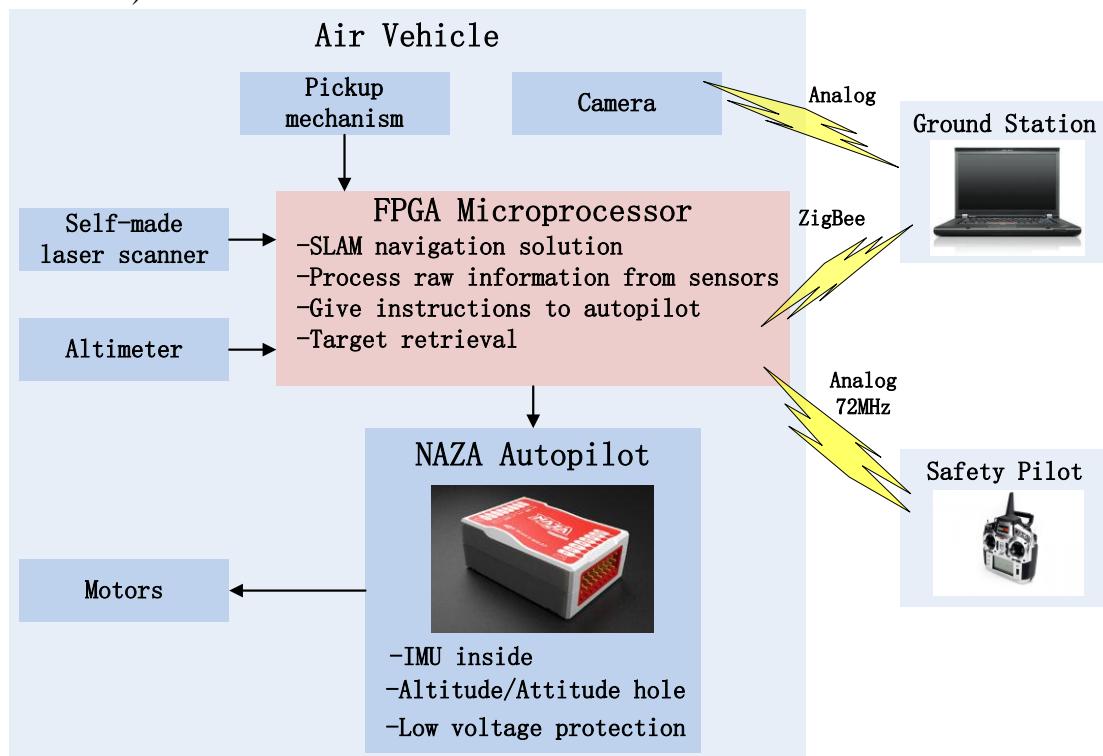 )
Air Vehicle
Pickup
mechanism
Camera
Analog
Ground Station
Self-made
laser scanner
FPGA Microprocessor
-SLAM navigation solution
-Process raw information from sensors
-Give instructions to autopilot
-Target retrieval
ZigBee
Altimeter
Analog
72MHz
NAZA Autopilot
NAZA
Safety Pilot
Motors
-IMU inside
-Altitude/Attitude hole
-Low voltage protection